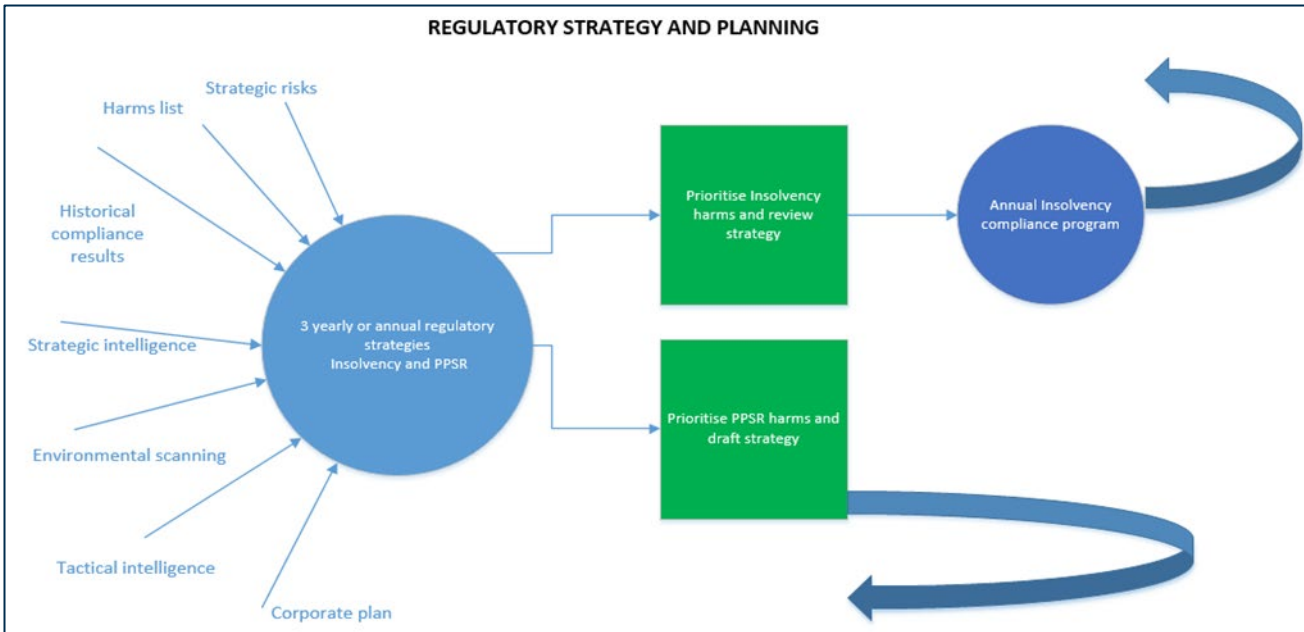 REGULATORY STRATEGY AND PLANNING
Strategic risks
Harms list
Historical
compliance
results
Strategic intelligence
Environmental scanning
Tactical intelligence
Corporate plan
3 yearly or annual regulatory
strategies
Insolvency and PPSR
Prioritise Insolvency
harms and review
strategy
Annual Insolvency
compliance program
Prioritise PPSR harms and
draft strategy